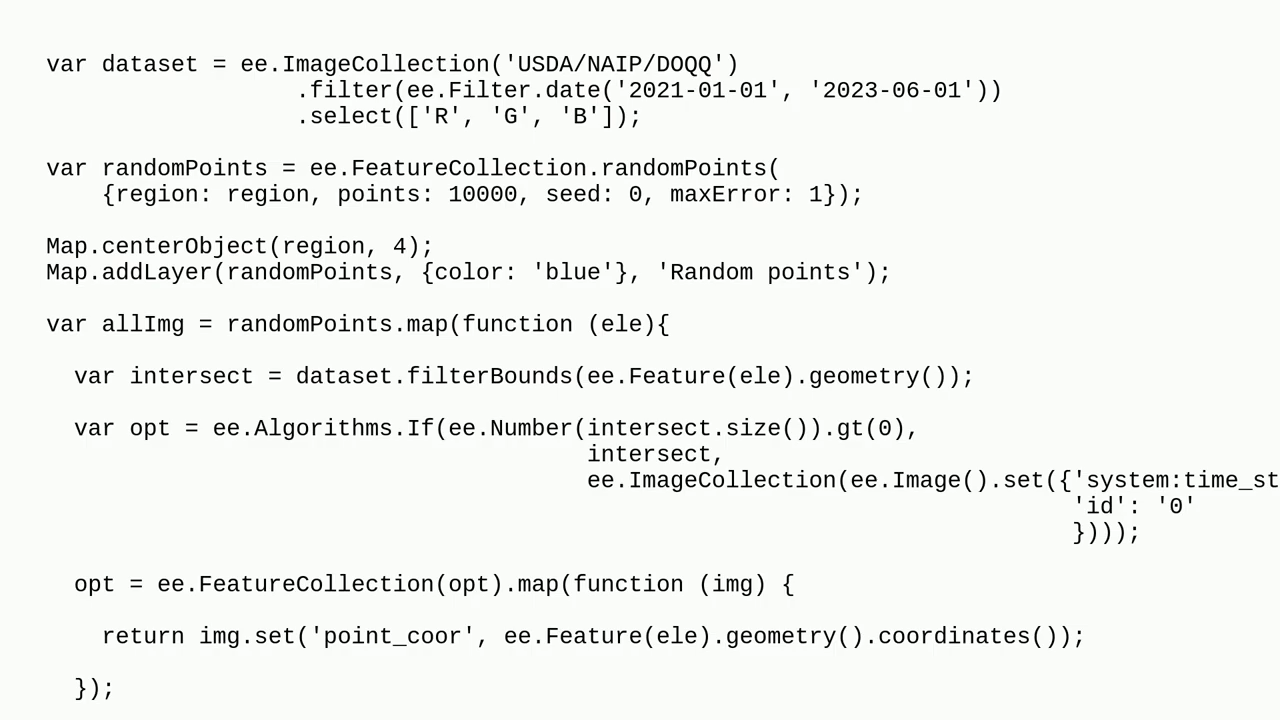 var dataset = ee.ImageCollection('USDA/NAIP/DOQQ')
.filter(ee.Filter.date('2021-01-01', '2023-06-01'))
.select(['R', 'G', 'B']);
var randomPoints = ee.FeatureCollection.randomPoints(
{region: region, points: 10000, seed: 0, maxError: 1});
Map.centerObject(region, 4);
Map.addLayer(randomPoints, {color: 'blue'}, 'Random points');
var allImg = randomPoints.map(function (ele){
var intersect = dataset.filterBounds(ee.Feature(ele).geometry());
var opt = ee.Algorithms.If(ee.Number(intersect.size()).gt(0),
intersect,
ee.ImageCollection(ee.Image().set({'system:time_st
'id': '0'
})));
opt = ee.FeatureCollection(opt).map(function (img) {
return img.set('point_coor', ee.Feature(ele).geometry().coordinates());
});